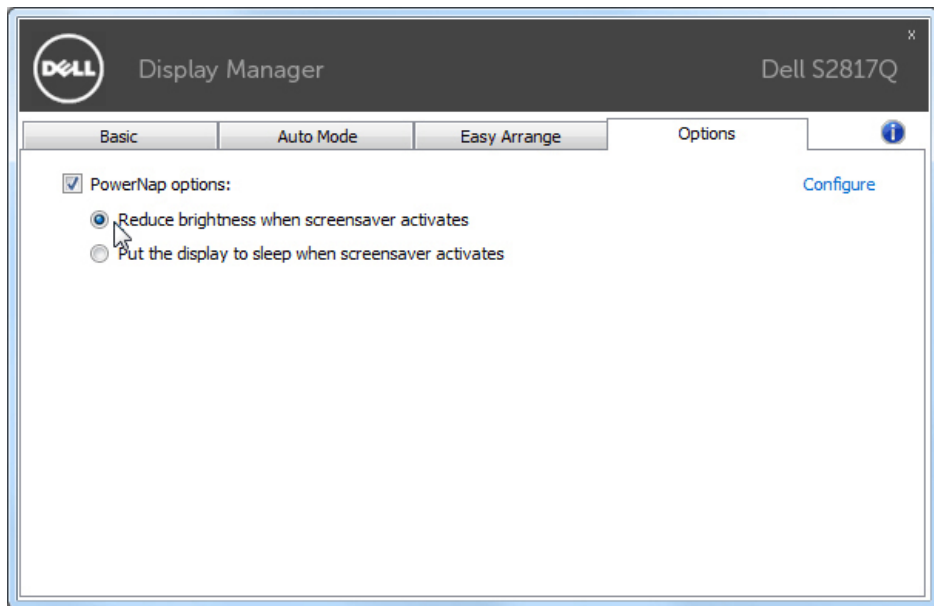 x
DELL Display Manager Dell S2817Q
Basic Auto Mode Easy Arrange Options i
PowerNap options: Configure
Reduce brightness when screensaver activates
Put the display to sleep when screensaver activates